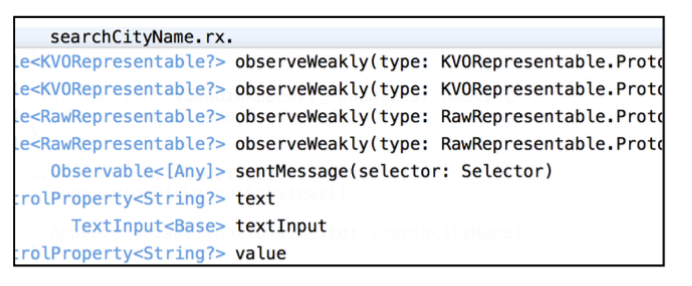 searchCityName.rx.
le<KVORepresentable?> observeWeakly(type: KVORepresentable.Proto
le<KVORepresentable?> observeWeakly(type: KVORepresentable.Proto
le<RawRepresentable?> observeWeakly(type: RawRepresentable.Proto
le<RawRepresentable?> observeWeakly(type: RawRepresentable.Proto
Observable<[Any]> sentMessage(selector: Selector)
trolProperty<String?> text
TextInput<Base> textInput
trolProperty<String?> value